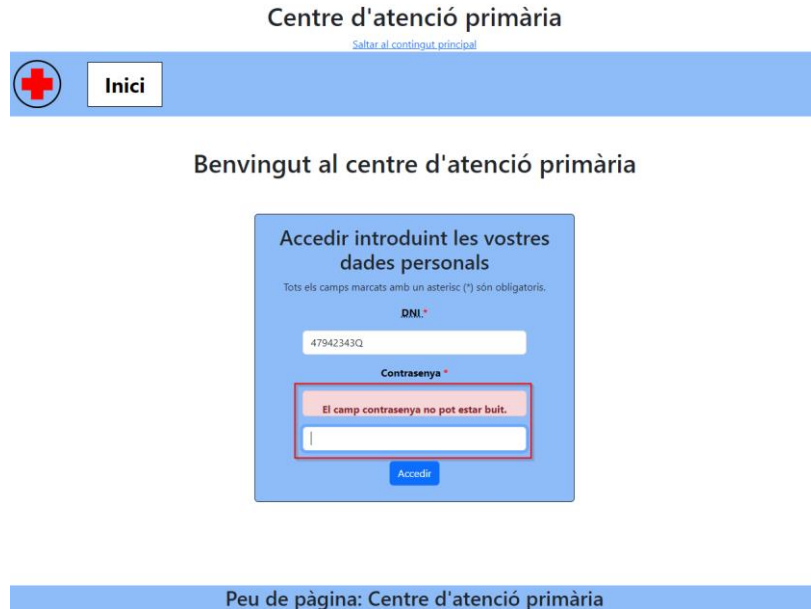 Centre d'atenció primària
Saltar al contingut principal
Inici
Benvingut al centre d'atenció primària
Accedir introduint les vostres
dades personals
Tots els camps marcats amb un asterisc (*) són obligatoris.
DNI *
47942343Q
Contrasenya *
El camp contrasenya no pot estar buit.
Accedir
Peu de pàgina: Centre d'atenció primària